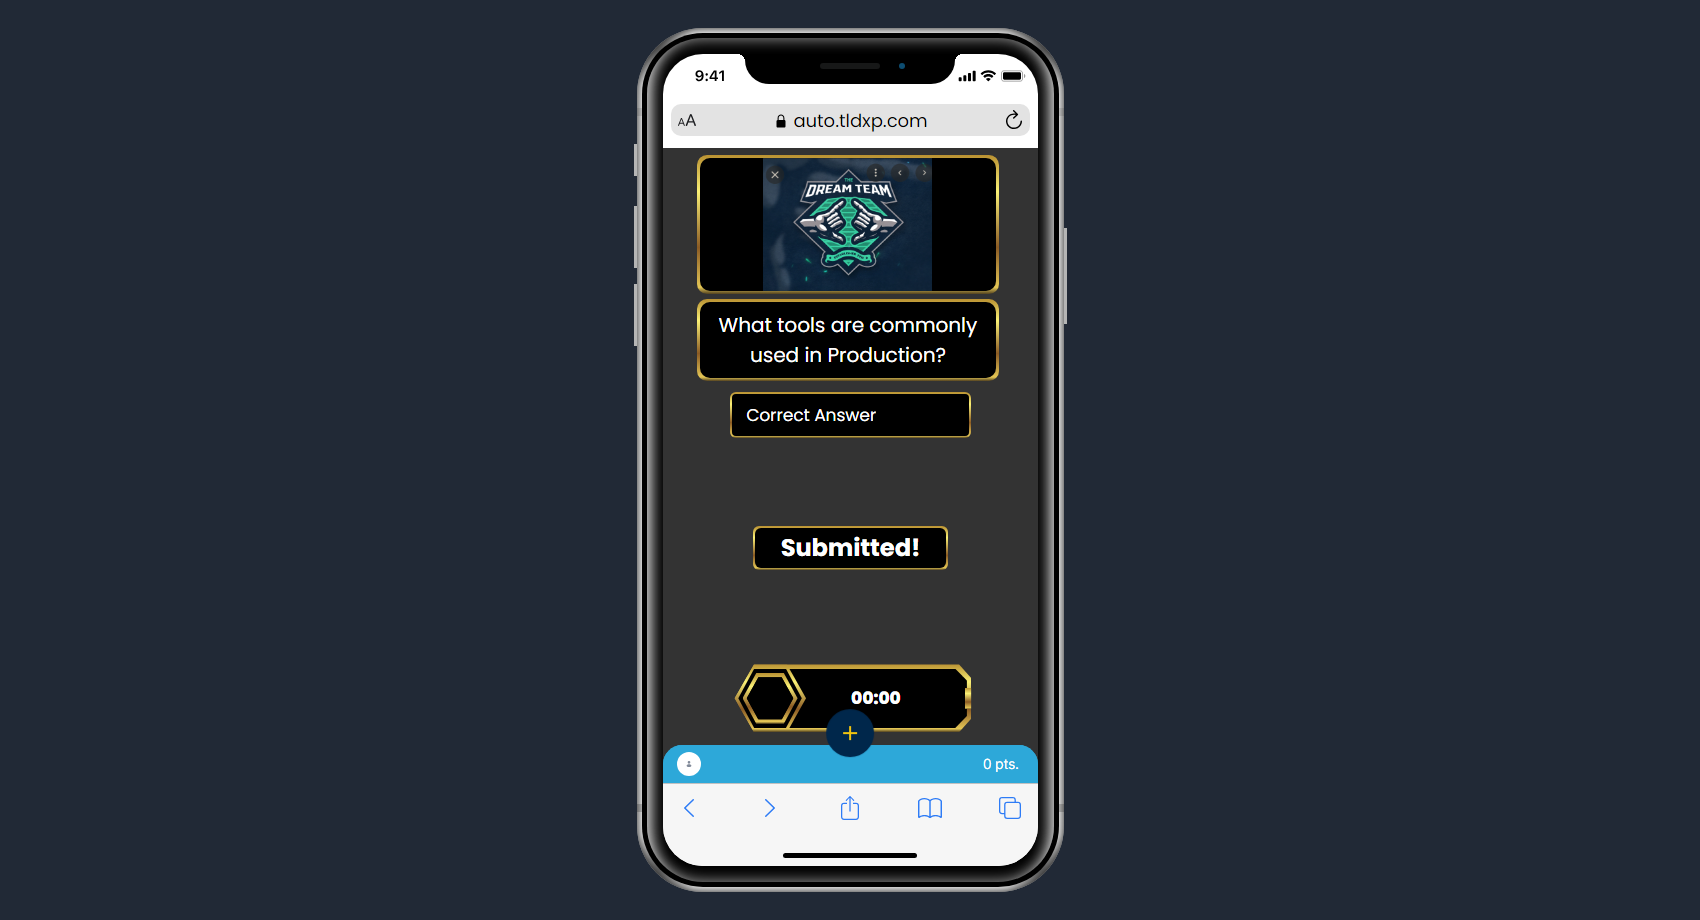 9:41
AA
auto.tldxp.com
THE
DREAM TEAM
What tools are commonly
used in Production?
Correct Answer
Submitted!
00:00
+
0 pts.